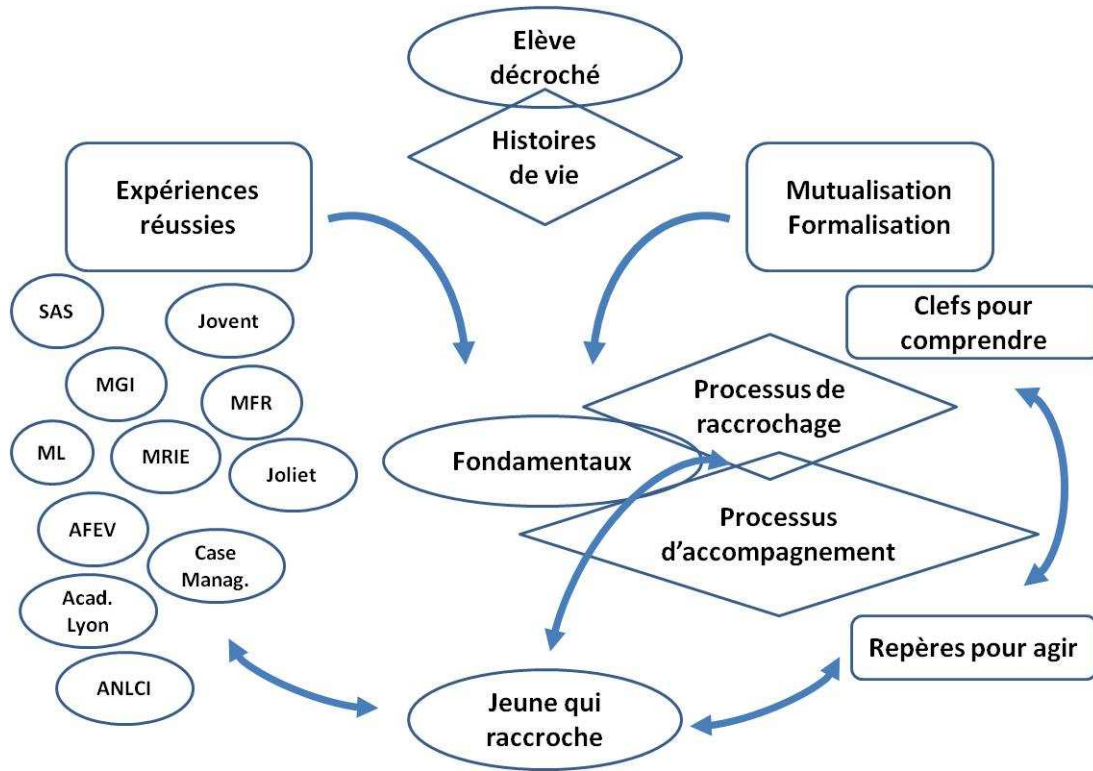 Elève
décroché
Histoires
de vie
Expériences
réussies
Mutualisation
Formalisation
SAS
Jovent
MGI
MFR
ML
MRIE
Joliet
AFEV
Case
Manag.
Acad.
Lyon
ANLCI
Clefs pour
comprendre
Processus de
raccrochage
Fondamentaux
Processus
d'accompagnement
Repères pour agir
Jeune qui
raccroche